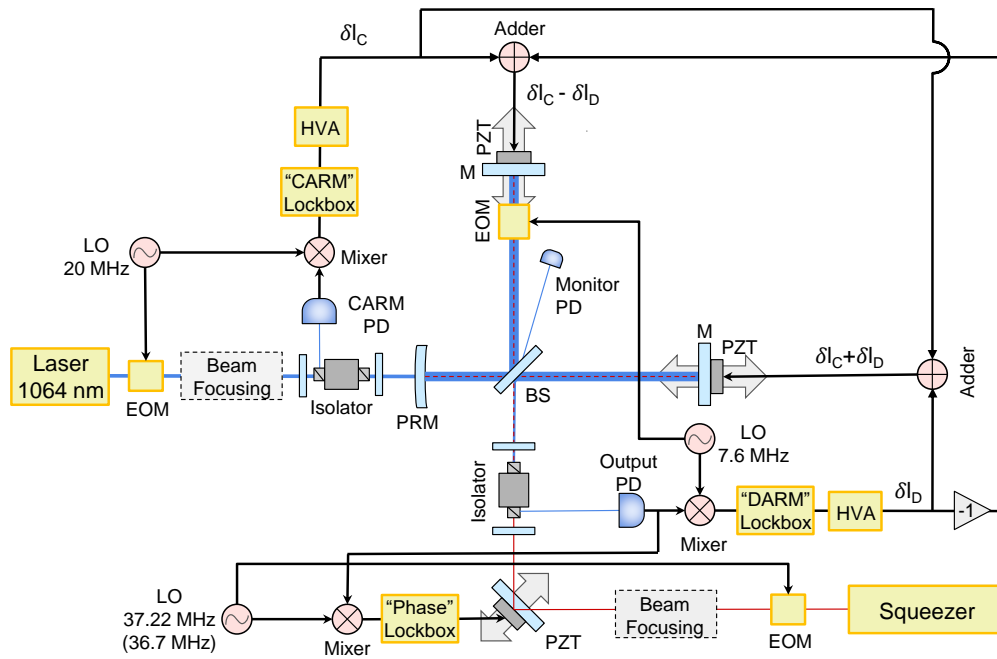 δI_C
Adder
δI_C - δI_D
PZT
HVA
M
"CARM"
Lockbox
EOM
LO
20 MHz
Mixer
Monitor
PD
CARM
PD
M
PZT
δI_C+δI_D
Adder
Laser
1064 nm
Beam
Focusing
EOM
Isolator
PRM
BS
LO
7.6 MHz
Output
PD
Isolator
"DARM"
Lockbox
HVA
δI_D
-1
Mixer
LO
37.22 MHz
(36.7 MHz)
"Phase"
Lockbox
Mixer
PZT
Beam
Focusing
EOM
Squeezer